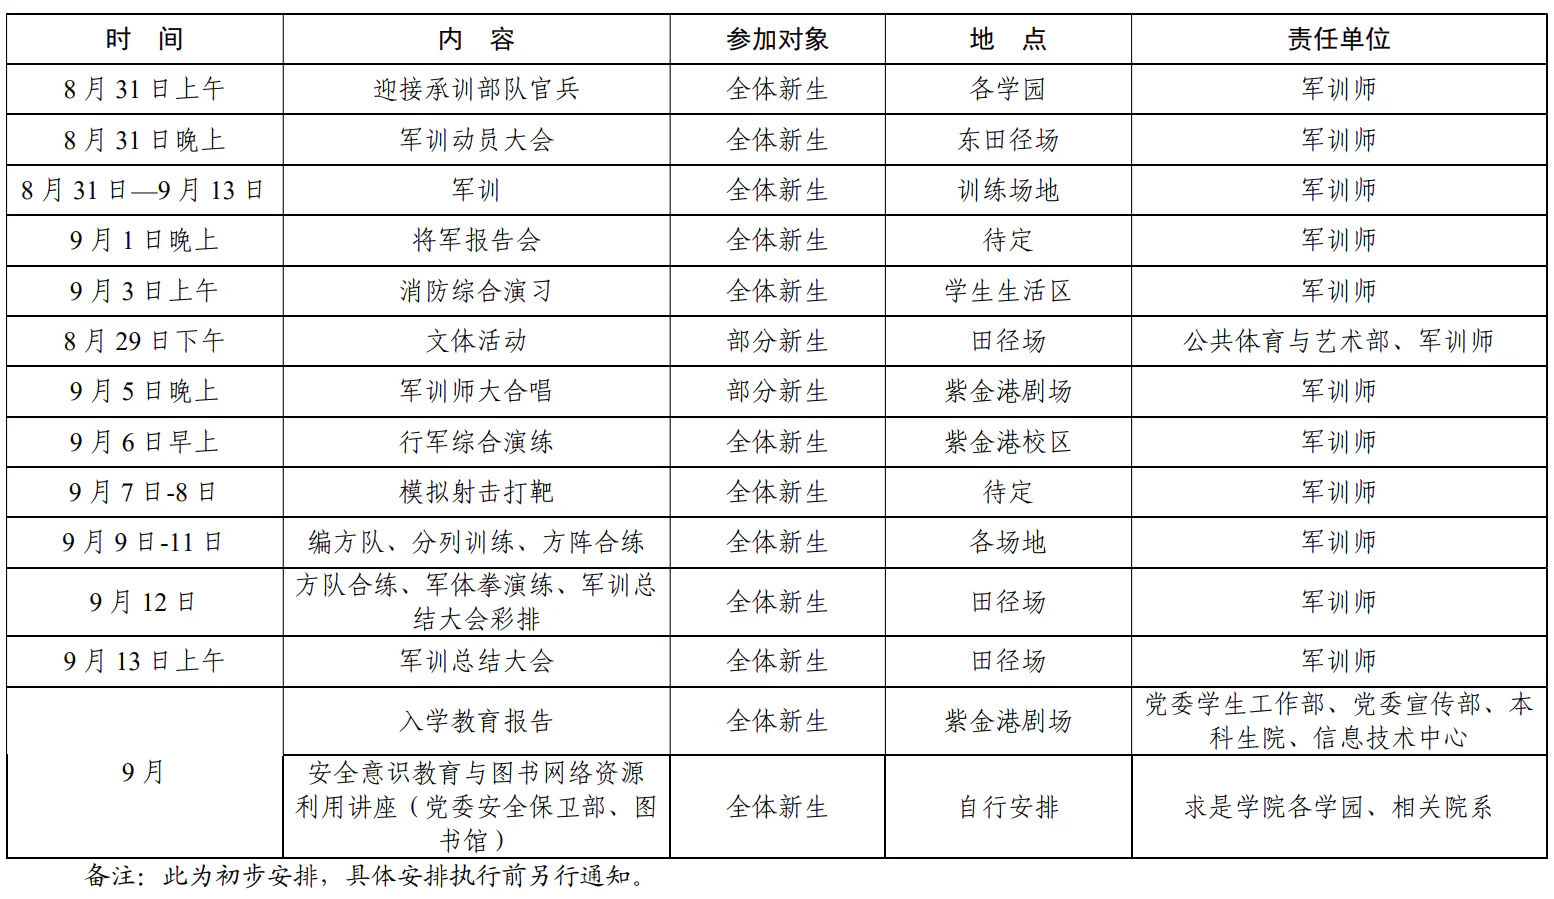 时 间 内 容 参加对象 地 点 责任单位
8 月 31 日上午 迎接承训部队官兵 全体新生 各学园 军训师
8 月 31 日晚上 军训动员大会 全体新生 东田径场 军训师
8 月 31 日—9 月 13 日 军训 全体新生 训练场地 军训师
9 月 1 日晚上 将军报告会 全体新生 待定 军训师
9 月 3 日上午 消防综合演习 全体新生 学生生活区 军训师
8 月 29 日下午 文体活动 部分新生 田径场 公共体育与艺术部、军训师
9 月 5 日晚上 军训师大合唱 部分新生 紫金港剧场 军训师
9 月 6 日早上 行军综合演练 全体新生 紫金港校区 军训师
9 月 7 日-8 日 模拟射击打靶 全体新生 待定 军训师
9 月 9 日-11 日 编方队、分列训练、方阵合练 全体新生 各场地 军训师
9 月 12 日 方队合练、军体拳演练、军训总
结大会彩排 全体新生 田径场 军训师
9 月 13 日上午 军训总结大会 全体新生 田径场 军训师
9 月 入学教育报告 全体新生 紫金港剧场 党委学生工作部、党委宣传部、本
科生院、信息技术中心
安全意识教育与图书网络资源
利用讲座（党委安全保卫部、图
书馆） 全体新生 自行安排 求是学院各学园、相关院系
备注：此为初步安排，具体安排执行前另行通知。